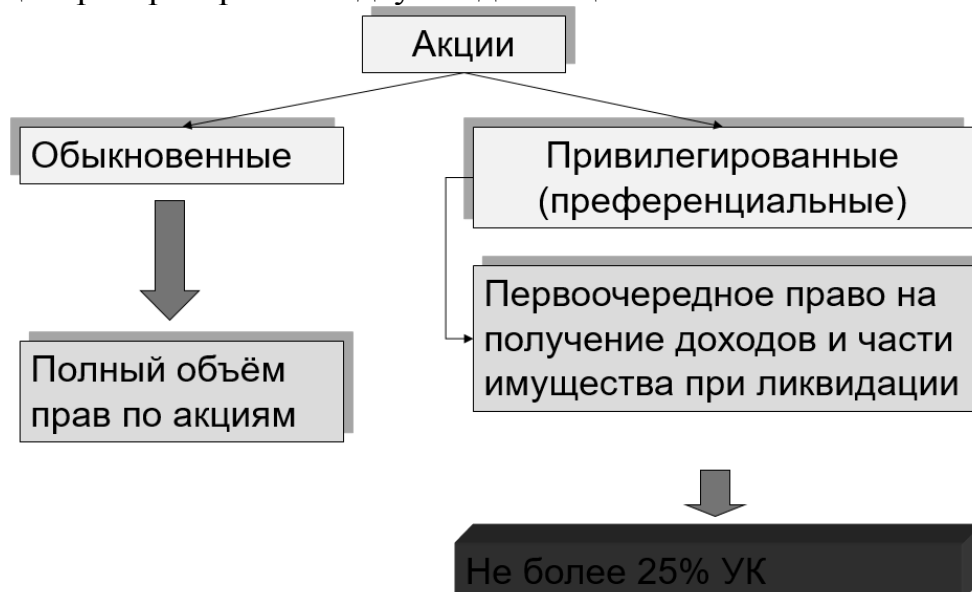 Акции
Обыкновенные
Привилегированные
(преференциальные)
Первоочередное право на
получение доходов и части
имущества при ликвидации
Полный объём
прав по акциям
Не более 25% УК